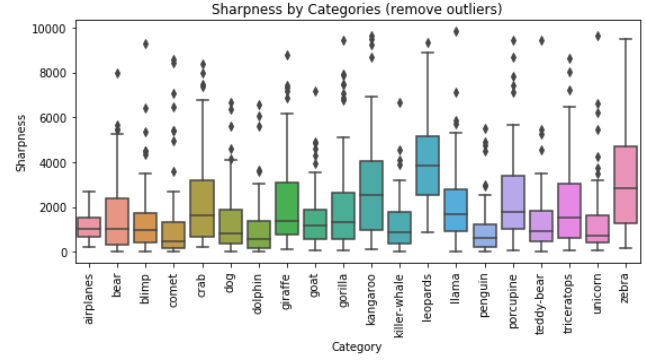 Sharpness by Categories (remove outliers)
10000
8000
6000
4000
2000
0
Sharpness
airplanes
bear
blimp
comet
crab
dog
dolphin
giraffe
goat
gorilla
kangaroo
killer-whale
leopards
llama
penguin
porcupine
teddy-bear
triceratops
unicorn
zebra
Category